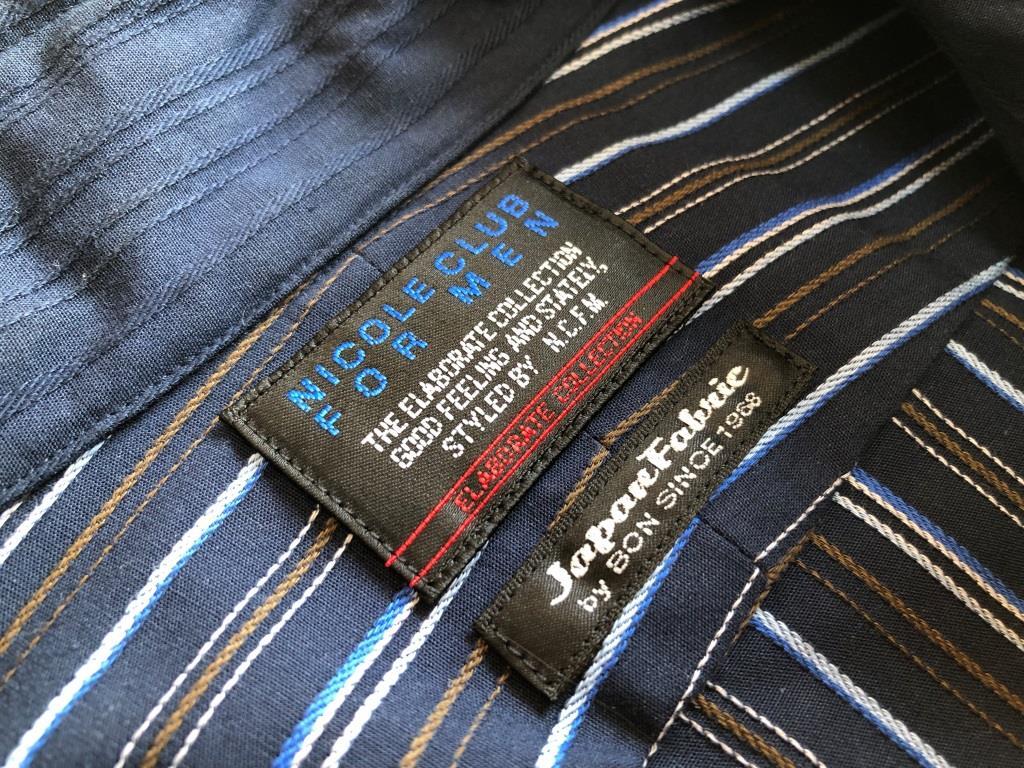 NICOLE CLUB
FOR MEN
THE ELABORATE COLLECTION
GOOD FEELING AND STATELY,
STYLED BY N.C.F.M.
ELABORATE COLLECTION
JapanFabric
by EBON SINCE 1968